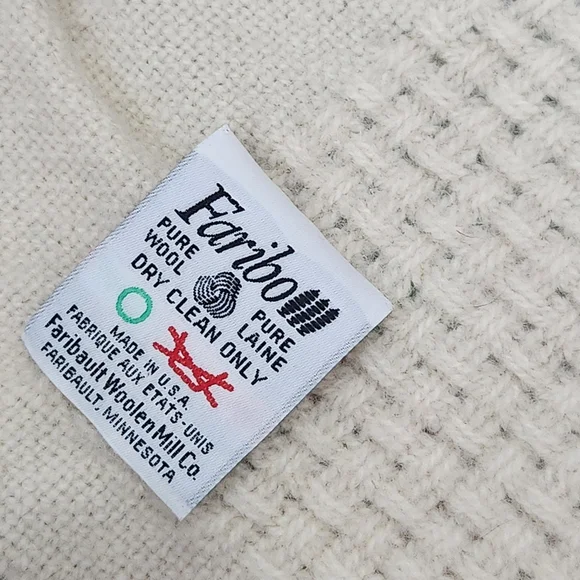 Faribo
PURE WOOL
PURE LAINE
DRY CLEAN ONLY
MADE IN U.S.A.
FABRIQUE AUX ETATS-UNIS
Faribault Woolen Mill Co.
FARIBAULT, MINNESOTA